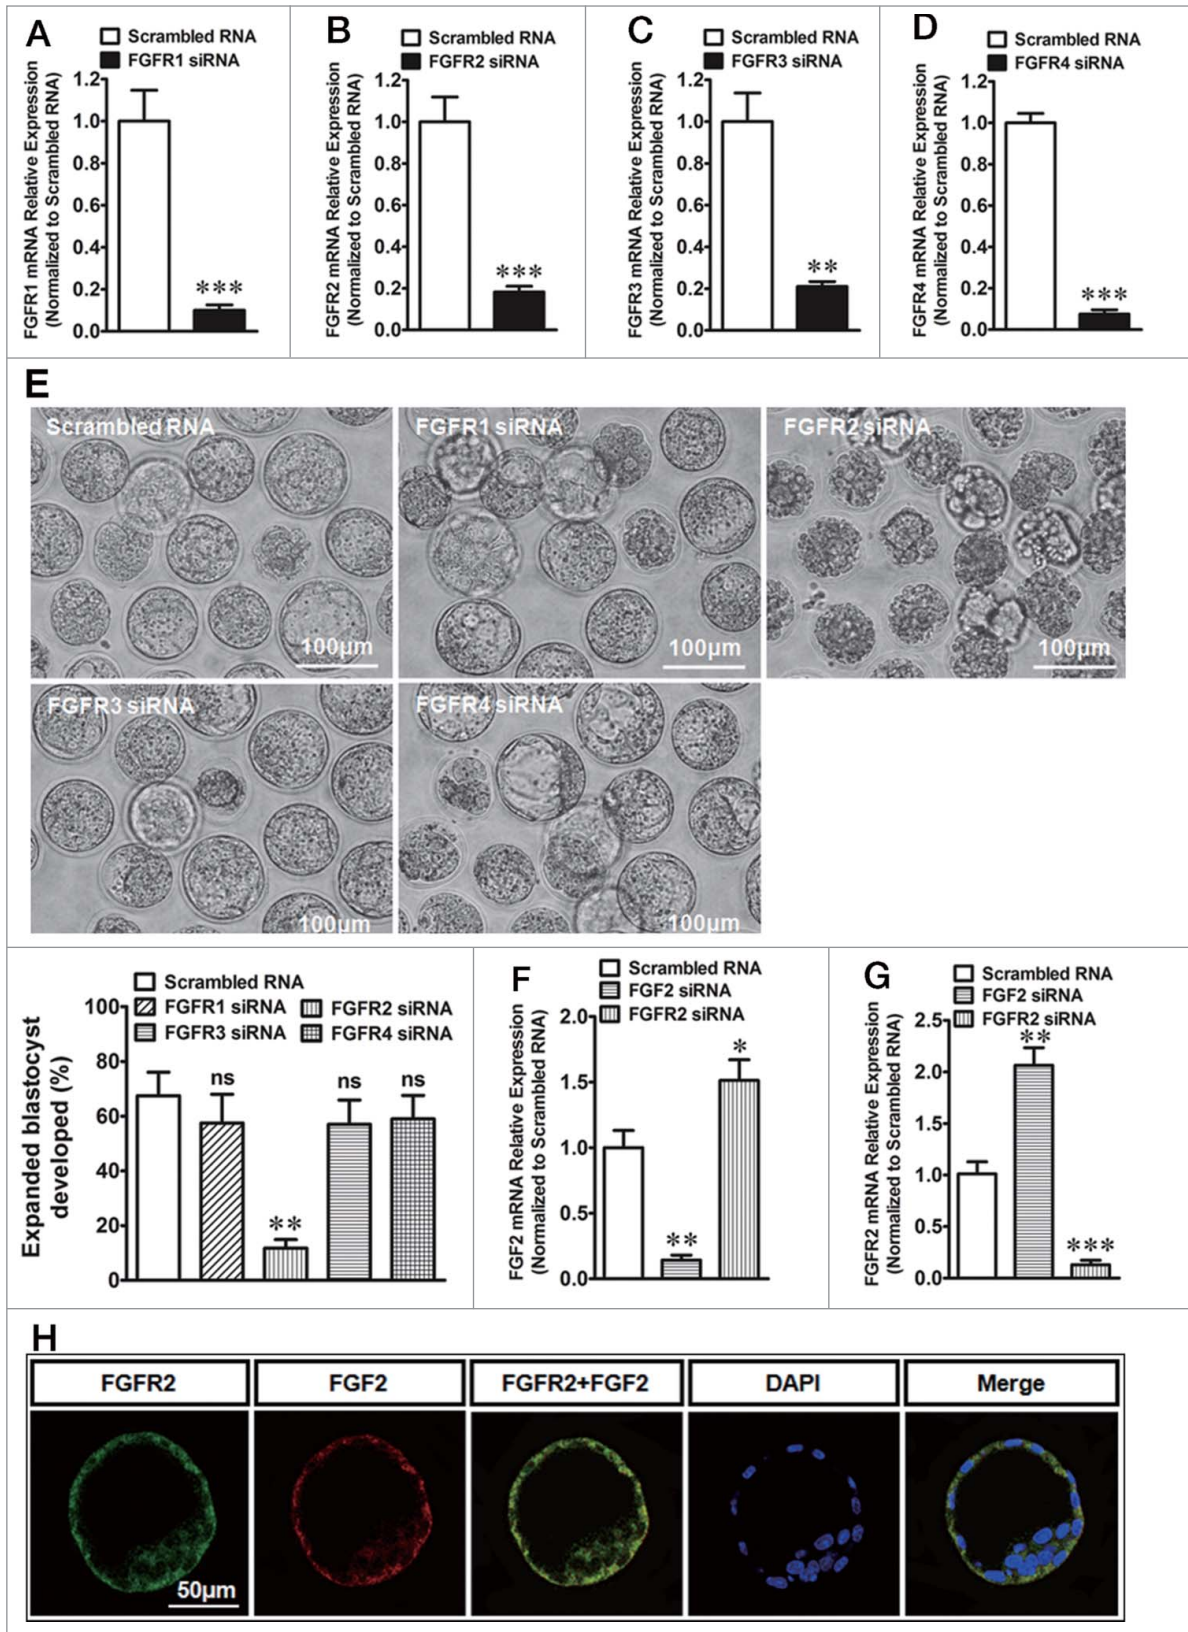 A
Scrambled RNA
FGFR1 siRNA
FGFR1 mRNA Relative Expression
(Normalized to Scrambled RNA)
1.2
1.0
0.8
0.6
0.4
0.2
0.0
***
B
Scrambled RNA
FGFR2 siRNA
FGFR2 mRNA Relative Expression
(Normalized to Scrambled RNA)
1.2
1.0
0.8
0.6
0.4
0.2
0.0
***
C
Scrambled RNA
FGFR3 siRNA
FGFR3 mRNA Relative Expression
(Normalized to Scrambled RNA)
1.2
1.0
0.8
0.6
0.4
0.2
0.0
**
D
Scrambled RNA
FGFR4 siRNA
FGFR4 mRNA Relative Expression
(Normalized to Scrambled RNA)
1.2
1.0
0.8
0.6
0.4
0.2
0.0
***
E
Scrambled RNA
100µm
FGFR1 siRNA
100µm
FGFR2 siRNA
100µm
FGFR3 siRNA
100µm
FGFR4 siRNA
100µm
Scrambled RNA
FGFR1 siRNA
FGFR2 siRNA
FGFR3 siRNA
FGFR4 siRNA
Expanded blastocyst
developed (%)
100
80
60
40
20
0
ns
**
ns
ns
F
Scrambled RNA
FGF2 siRNA
FGFR2 siRNA
FGF2 mRNA Relative Expression
(Normalized to Scrambled RNA)
2.0
1.5
1.0
0.5
0.0
**
*
G
Scrambled RNA
FGF2 siRNA
FGFR2 siRNA
FGFR2 mRNA Relative Expression
(Normalized to Scrambled RNA)
2.5
2.0
1.5
1.0
0.5
0.0
**
***
H
FGFR2
FGF2
FGFR2+FGF2
DAPI
Merge
50µm